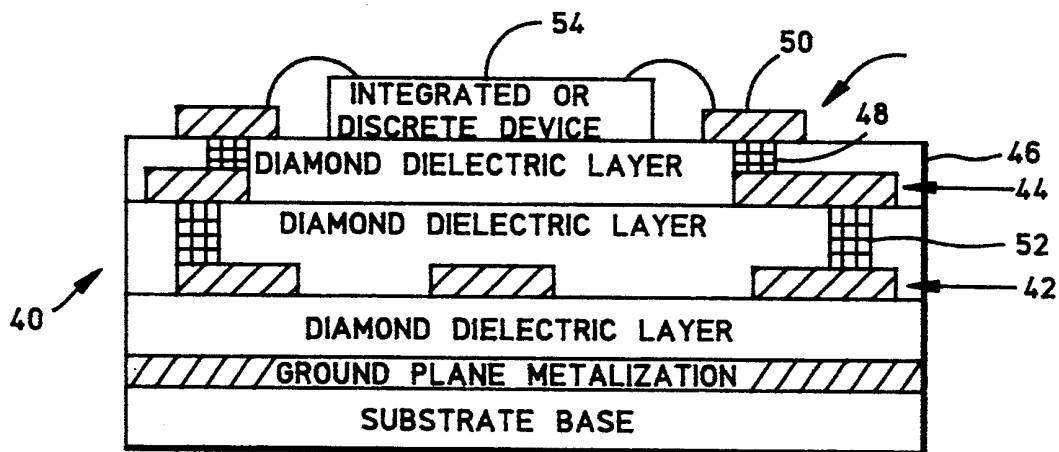 54
50
INTEGRATED OR
DISCRETE DEVICE
48
DIAMOND DIELECTRIC LAYER
46
44
DIAMOND DIELECTRIC LAYER
52
42
40
DIAMOND DIELECTRIC LAYER
GROUND PLANE METALIZATION
SUBSTRATE BASE